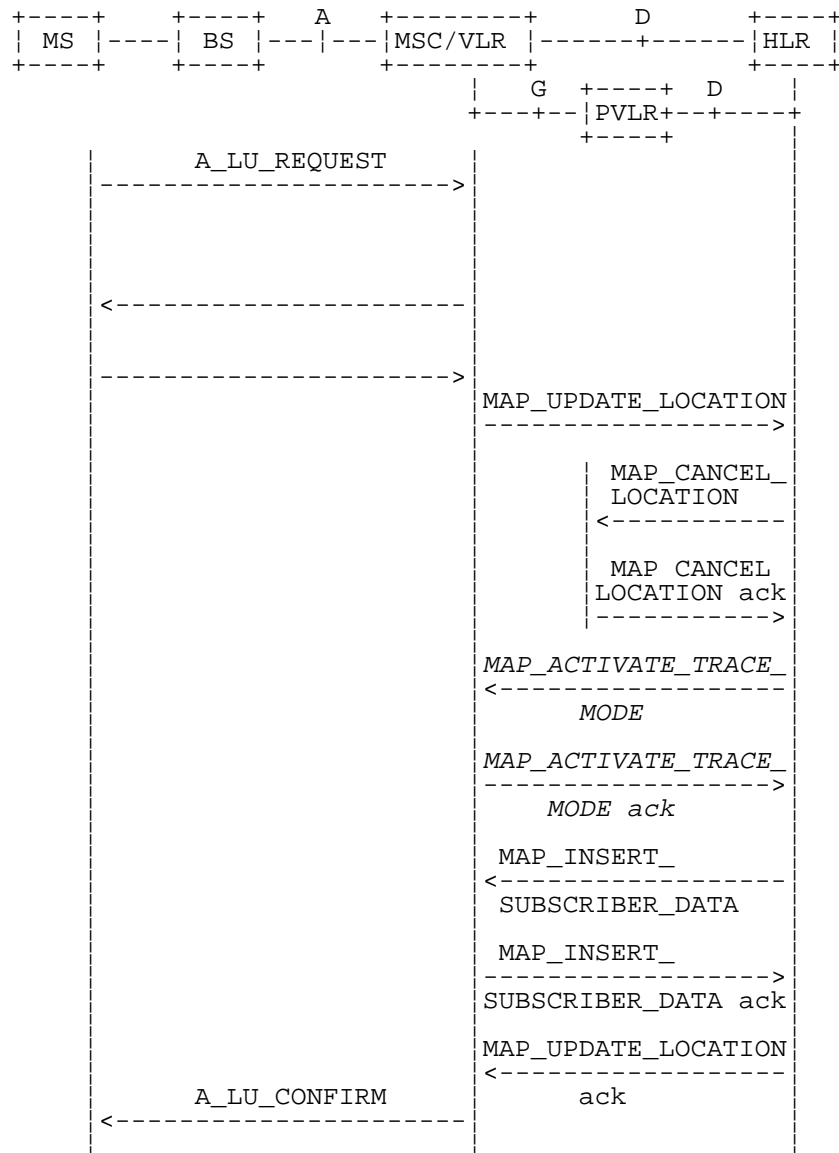 A D
MS BS MSC/VLR HLR
G D
PVLR
A_LU_REQUEST
MAP_UPDATE_LOCATION
MAP_CANCEL_
LOCATION
MAP CANCEL
LOCATION ack
MAP_ACTIVATE_TRACE_
MODE
MAP_ACTIVATE_TRACE_
MODE ack
MAP_INSERT_
SUBSCRIBER_DATA
MAP_INSERT_
SUBSCRIBER_DATA ack
MAP_UPDATE_LOCATION
A_LU_CONFIRM ack